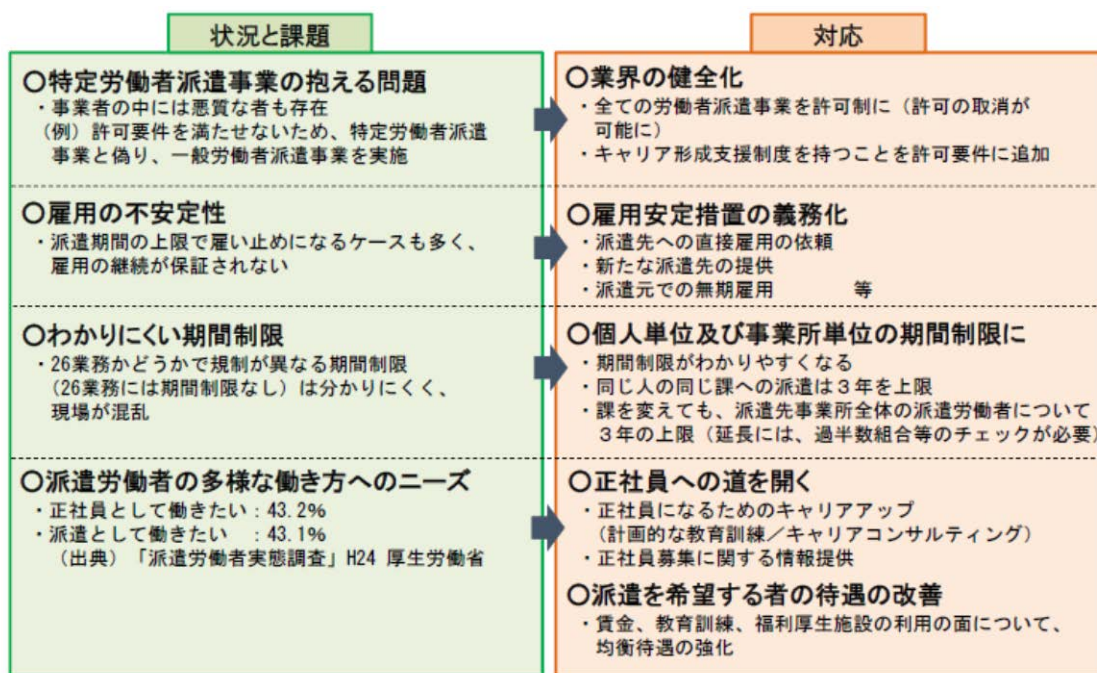 状況と課題
○特定労働者派遣事業の抱える問題
・事業者の中には悪質な者も存在
（例）許可要件を満たせないため、特定労働者派遣
事業と偽り、一般労働者派遣事業を実施
○雇用の不安定性
・派遣期間の上限で雇い止めになるケースも多く、
雇用の継続が保証されない
○わかりにくい期間制限
・26業務かどうかで規制が異なる期間制限
（26業務には期間制限なし）は分かりにくく、
現場が混乱
○派遣労働者の多様な働き方へのニーズ
・正社員として働きたい：43.2%
・派遣として働きたい　：43.1%
（出典）「派遣労働者実態調査」H24 厚生労働省
対応
○業界の健全化
・全ての労働者派遣事業を許可制に（許可の取消が
可能に）
・キャリア形成支援制度を持つことを許可要件に追加
○雇用安定措置の義務化
・派遣先への直接雇用の依頼
・新たな派遣先の提供
・派遣元での無期雇用　　　　等
○個人単位及び事業所単位の期間制限に
・期間制限がわかりやすくなる
・同じ人の同じ課への派遣は３年を上限
・課を変えても、派遣先事業所全体の派遣労働者について
３年の上限（延長には、過半数組合等のチェックが必要）
○正社員への道を開く
・正社員になるためのキャリアアップ
（計画的な教育訓練／キャリアコンサルティング）
・正社員募集に関する情報提供
○派遣を希望する者の待遇の改善
・賃金、教育訓練、福利厚生施設の利用の面について、
均衡待遇の強化